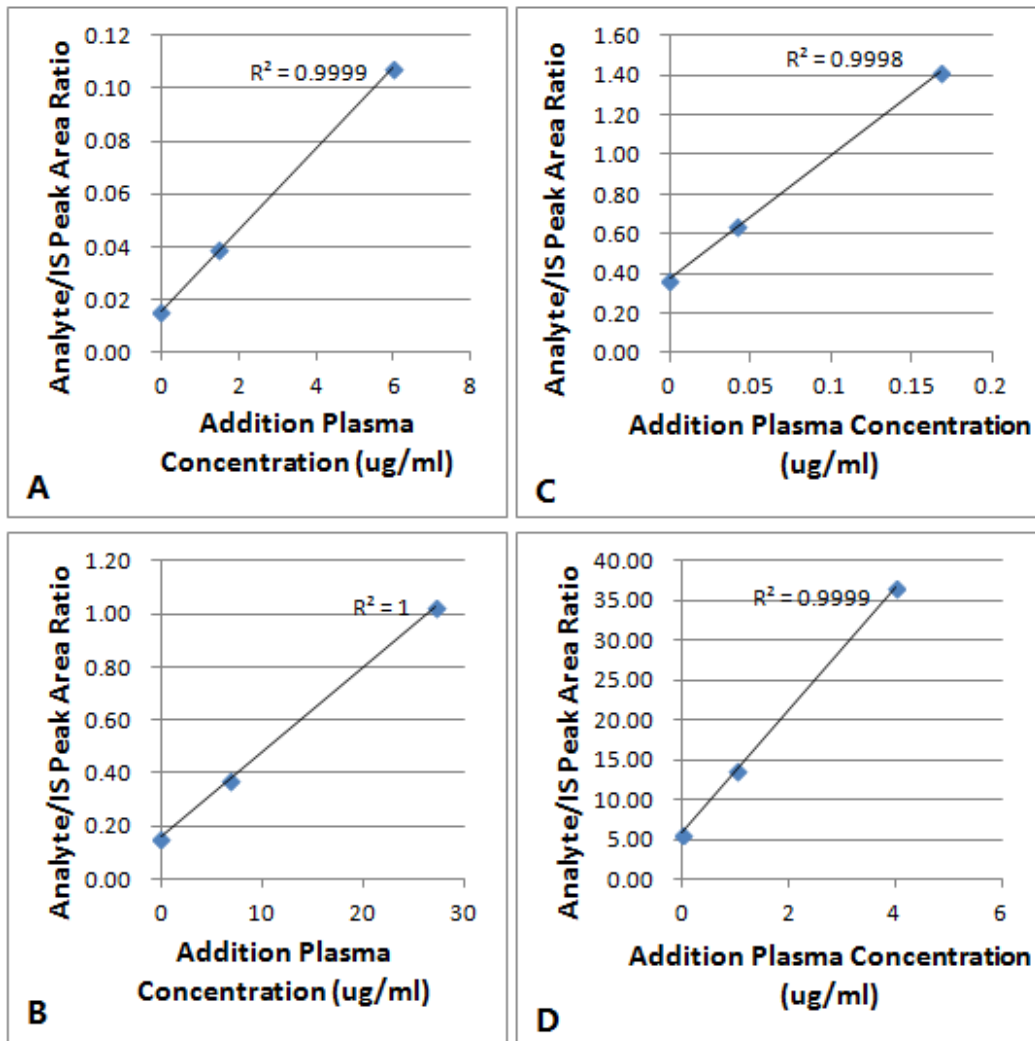 Analyte/IS Peak Area Ratio
0.12
0.10
0.08
0.06
0.04
0.02
0.00
R² = 0.9999
0 2 4 6 8
Addition Plasma
Concentration (ug/ml)
A
Analyte/IS Peak Area Ratio
1.60
1.40
1.20
1.00
0.80
0.60
0.40
0.20
0.00
R² = 0.9998
0 0.05 0.1 0.15 0.2
Addition Plasma Concentration
(ug/ml)
C
Analyte/IS Peak Area Ratio
1.20
1.00
0.80
0.60
0.40
0.20
0.00
R² = 1
0 10 20 30
Addition Plasma
Concentration (ug/ml)
B
Analyte/IS Peak Area Ratio
40.00
35.00
30.00
25.00
20.00
15.00
10.00
5.00
0.00
R² = 0.9999
0 2 4 6
Addition Plasma Concentration
(ug/ml)
D